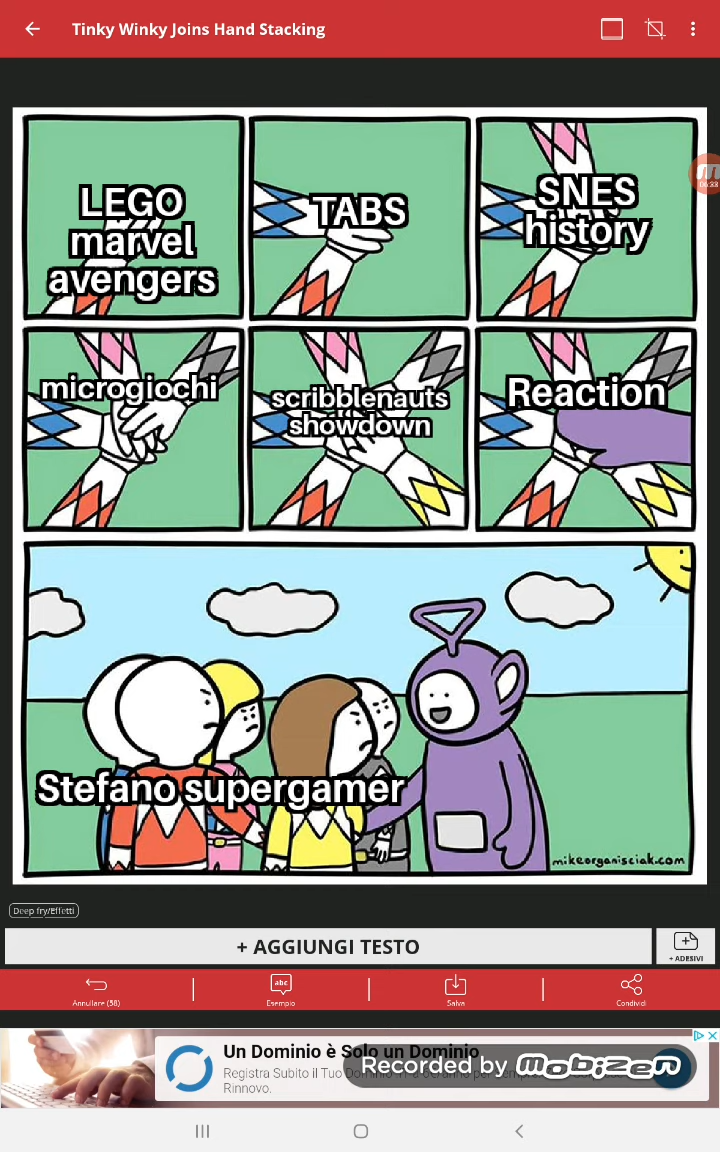 Tinky Winky Joins Hand Stacking
LEGO
marvel
avengers
TABS
SNES
history
microgiochi
scribblenauts
showdown
Reaction
Stefano supergamer
mikeorganisciak.com
Deep fry/Effetti
+ AGGIUNGI TESTO
+ ADESIVI
Annullare (58)
abc
Esempio
Salva
Condividi
Un Dominio è Solo un Dominio
Registra Subito il Tuo
Rinnovo.
Recorded by mobizen